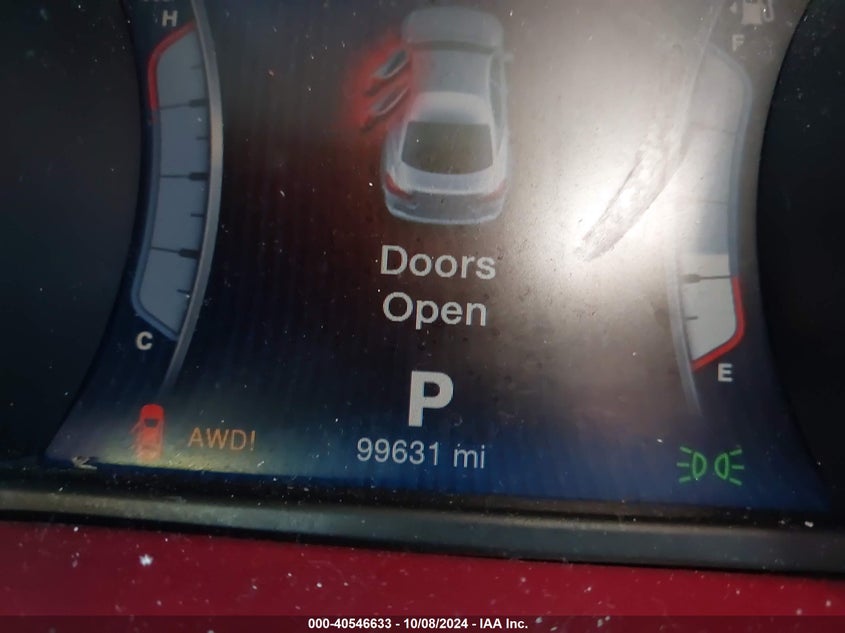 H
F
Doors
Open
C
E
P
AWD!
99631 mi
000-40546633 - 10/08/2024 - IAA Inc.